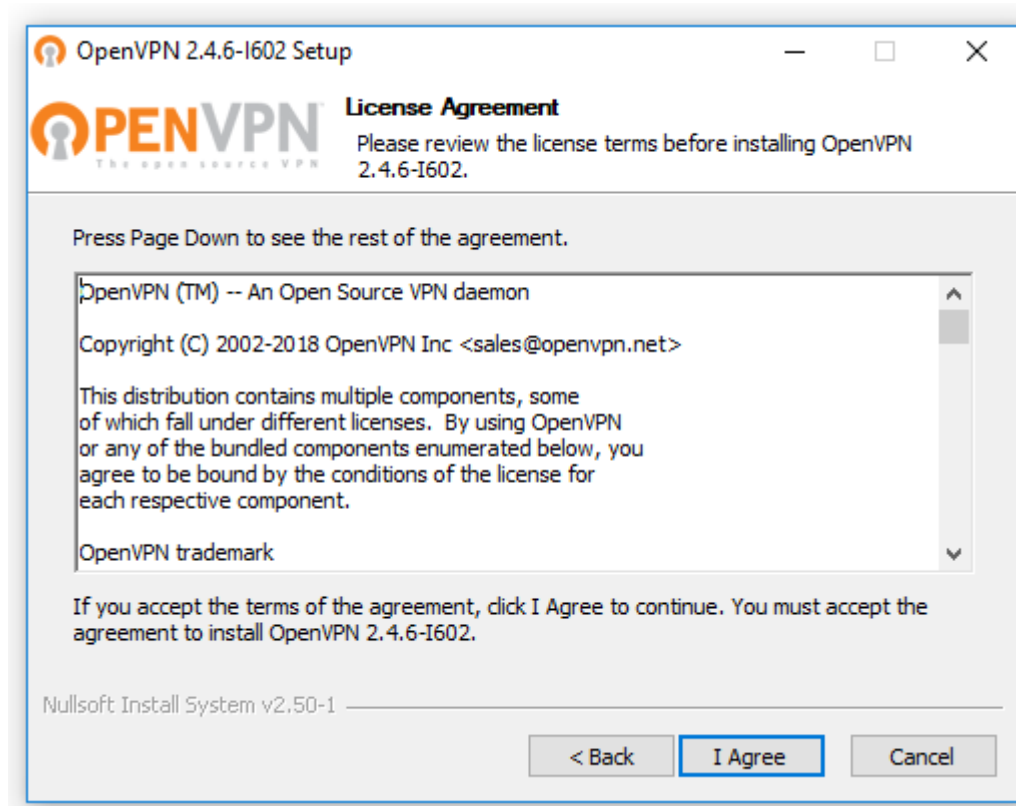 OpenVPN 2.4.6-I602 Setup
OPENVPN
The open source VPN
License Agreement
Please review the license terms before installing OpenVPN
2.4.6-I602.
Press Page Down to see the rest of the agreement.
OpenVPN (TM) -- An Open Source VPN daemon
Copyright (C) 2002-2018 OpenVPN Inc <sales@openvpn.net>
This distribution contains multiple components, some
of which fall under different licenses.  By using OpenVPN
or any of the bundled components enumerated below, you
agree to be bound by the conditions of the license for
each respective component.
OpenVPN trademark
If you accept the terms of the agreement, click I Agree to continue. You must accept the
agreement to install OpenVPN 2.4.6-I602.
Nullsoft Install System v2.50-1
< Back
I Agree
Cancel